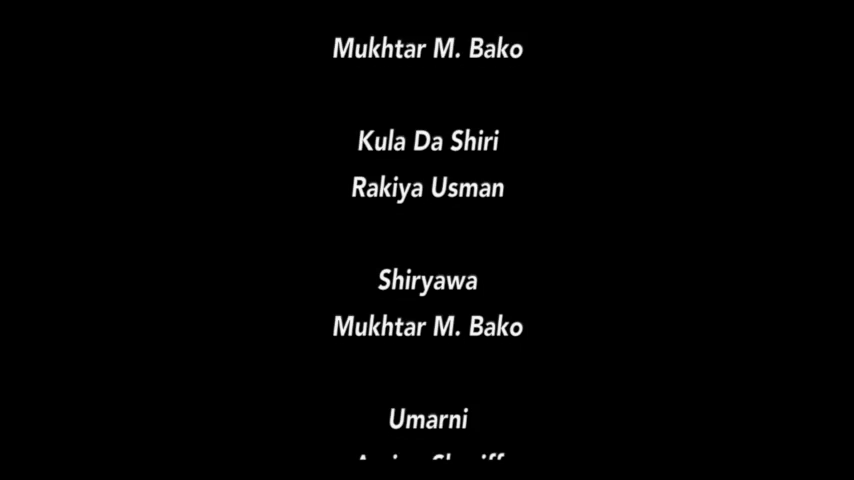 Mukhtar M. Bako
Kula Da Shiri
Rakiya Usman
Shiryawa
Mukhtar M. Bako
Umarni